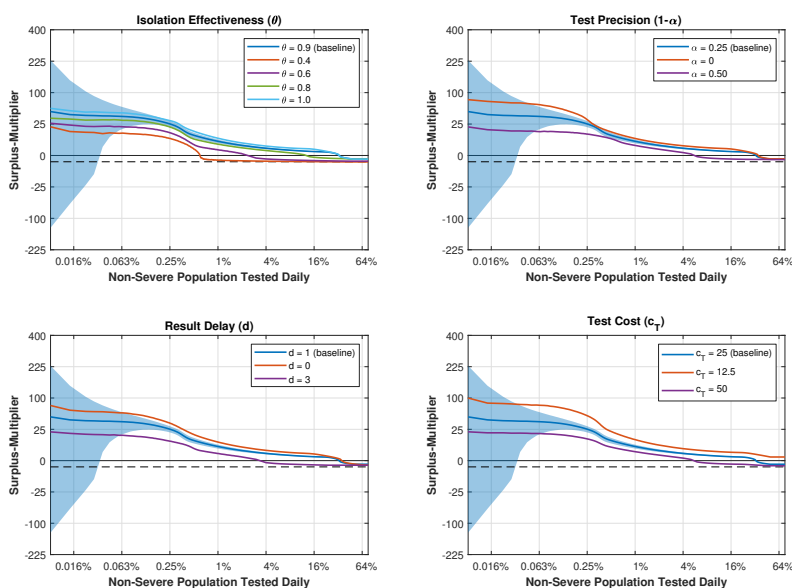 Isolation Effectiveness (θ)
Surplus-Multiplier
400
225
100
25
0
-25
-100
-225
θ = 0.9 (baseline)
θ = 0.4
θ = 0.6
θ = 0.8
θ = 1.0
0.016% 0.063% 0.25% 1% 4% 16% 64%
Non-Severe Population Tested Daily
Test Precision (1-α)
Surplus-Multiplier
400
225
100
25
0
-25
-100
-225
α = 0.25 (baseline)
α = 0
α = 0.50
0.016% 0.063% 0.25% 1% 4% 16% 64%
Non-Severe Population Tested Daily
Result Delay (d)
Surplus-Multiplier
400
225
100
25
0
-25
-100
-225
d = 1 (baseline)
d = 0
d = 3
0.016% 0.063% 0.25% 1% 4% 16% 64%
Non-Severe Population Tested Daily
Test Cost (c_T)
Surplus-Multiplier
400
225
100
25
0
-25
-100
-225
c_T = 25 (baseline)
c_T = 12.5
c_T = 50
0.016% 0.063% 0.25% 1% 4% 16% 64%
Non-Severe Population Tested Daily